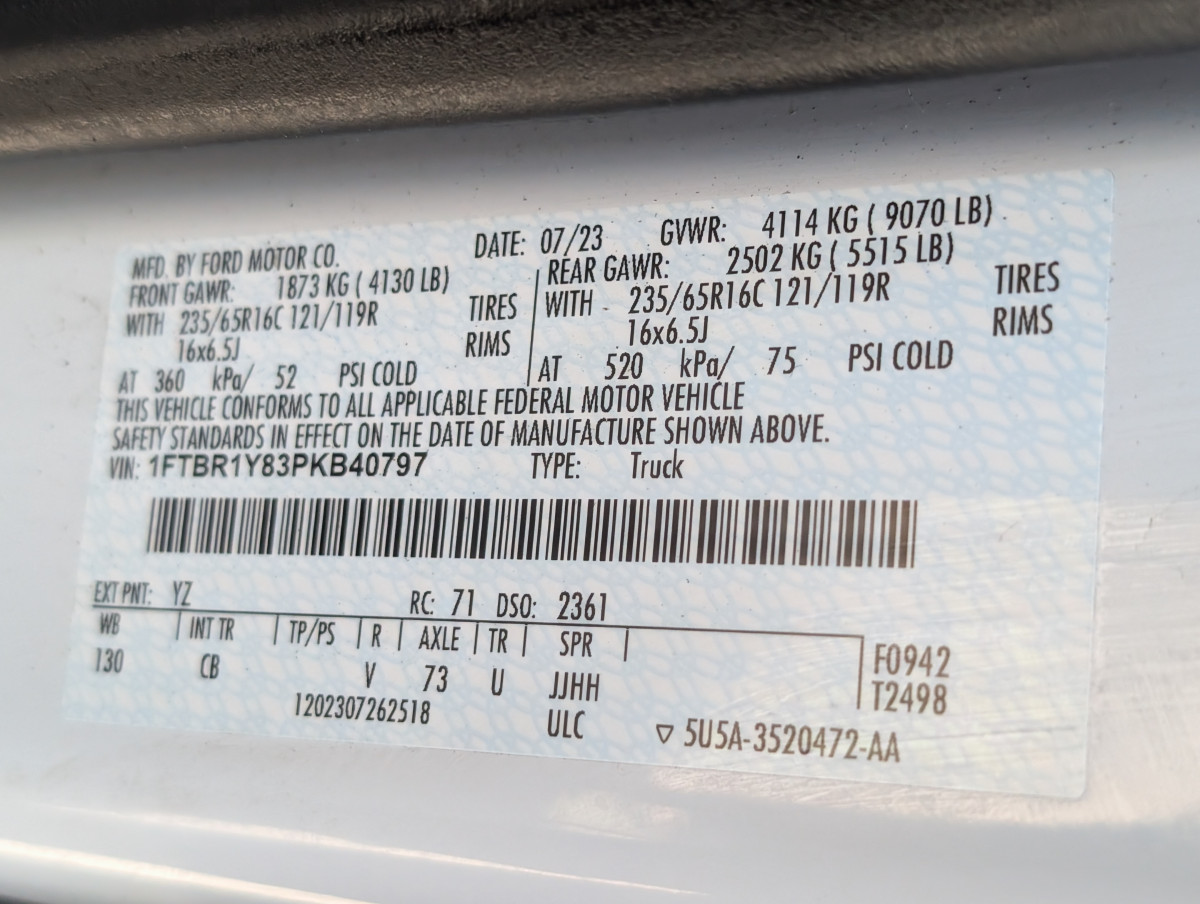 MFD. BY FORD MOTOR CO. DATE: 07/23 GVWR: 4114 KG ( 9070 LB)
FRONT GAWR: 1873 KG ( 4130 LB) REAR GAWR: 2502 KG ( 5515 LB)
WITH 235/65R16C 121/119R TIRES WITH - 235/65R16C 121/119R TIRES
16x6.5J RIMS 16x6.5J RIMS
AT 360 kPa/ 52 PSI COLD AT 520 kPa/ 75 PSI COLD
THIS VEHICLE CONFORMS TO ALL APPLICABLE FEDERAL MOTOR VEHICLE
SAFETY STANDARDS IN EFFECT ON THE DATE OF MANUFACTURE SHOWN ABOVE.
VIN: 1FTBR1Y83PKB40797 TYPE: Truck
EXT PNT: YZ RC: 71 DSO: 2361
WB INT TR TP/PS R AXLE TR SPR F0942
130 CB V 73 U JJHH T2498
1202307262518 ULC ▽ 5U5A-3520472-AA